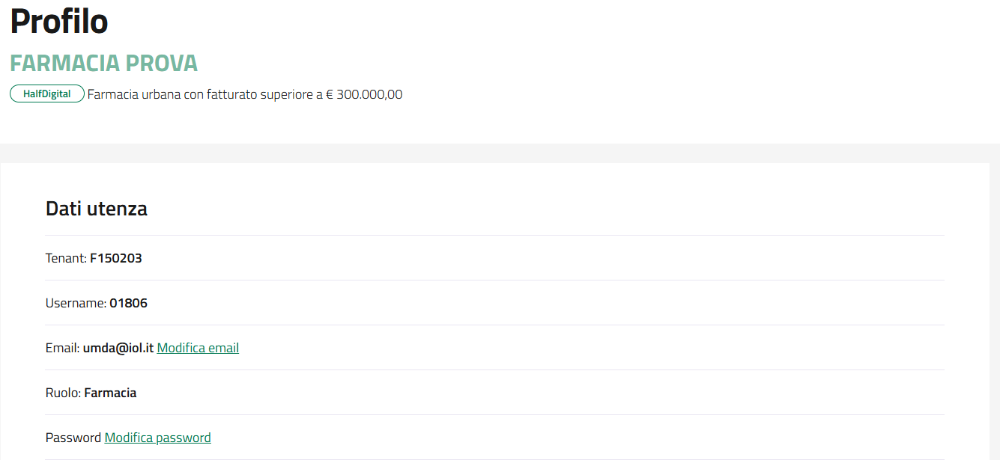 Profilo
FARMACIA PROVA
HalfDigital Farmacia urbana con fatturato superiore a € 300.000,00
Dati utenza
Tenant: F150203
Username: 01806
Email: umda@iol.it Modifica email
Ruolo: Farmacia
Password Modifica password